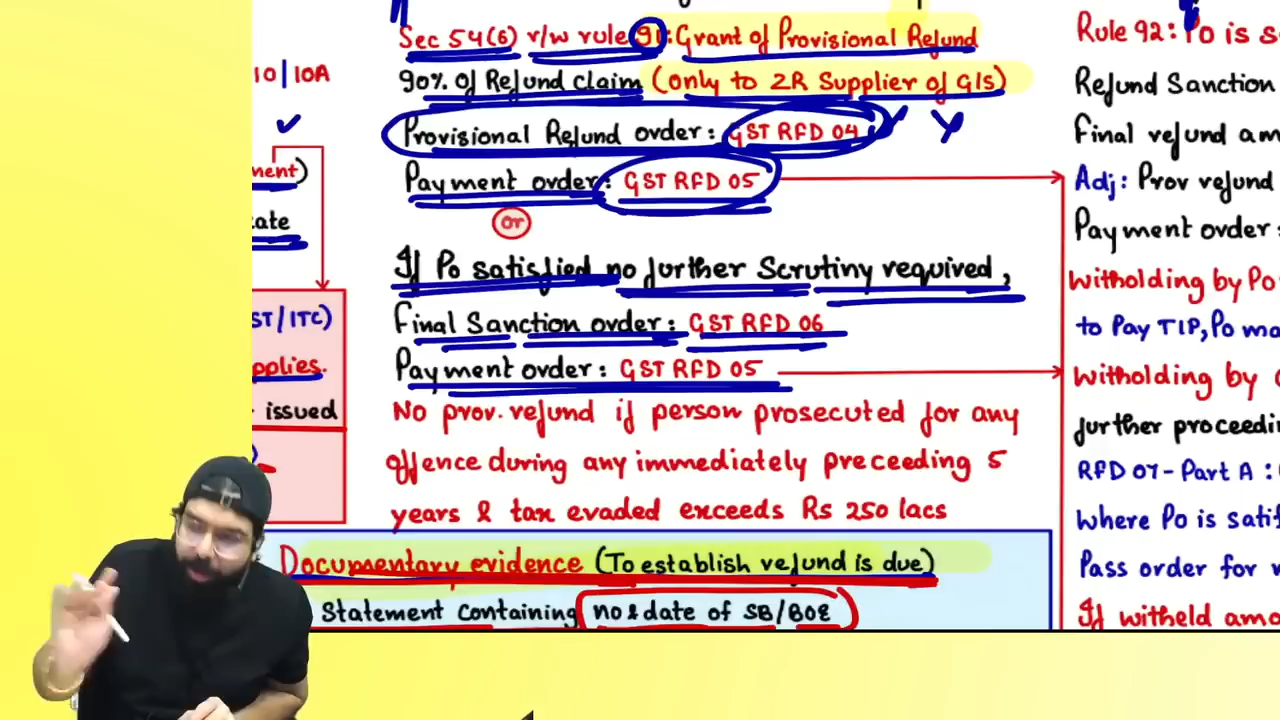 Sec 54(6) r/w rule 91: Grant of Provisional Refund
90% of Refund claim (only to ZR Supplier of G/S)
Provisional Refund order: GST RFD 04
Payment order: GST RFD 05
or
If Po satisfied no further Scrutiny required,
Final Sanction order: GST RFD 06
Payment order: GST RFD 05
No prov. refund if person prosecuted for any
offence during any immediately preceeding 5
years & tax evaded exceeds Rs 250 lacs
Documentary evidence (To establish refund is due)
Statement containing no & date of SB/BOE
10/10A
ment)
ate
ST/ITC)
pplies.
issued
Rule 92: Po is s
Refund Sanction
Final refund am
Adj: Prov refund
Payment order :
witholding by Po
to Pay TIP, Po ma
witholding by
further proceedi
RFD 07-Part A :
where Po is satif
Pass order for
If witheld amo